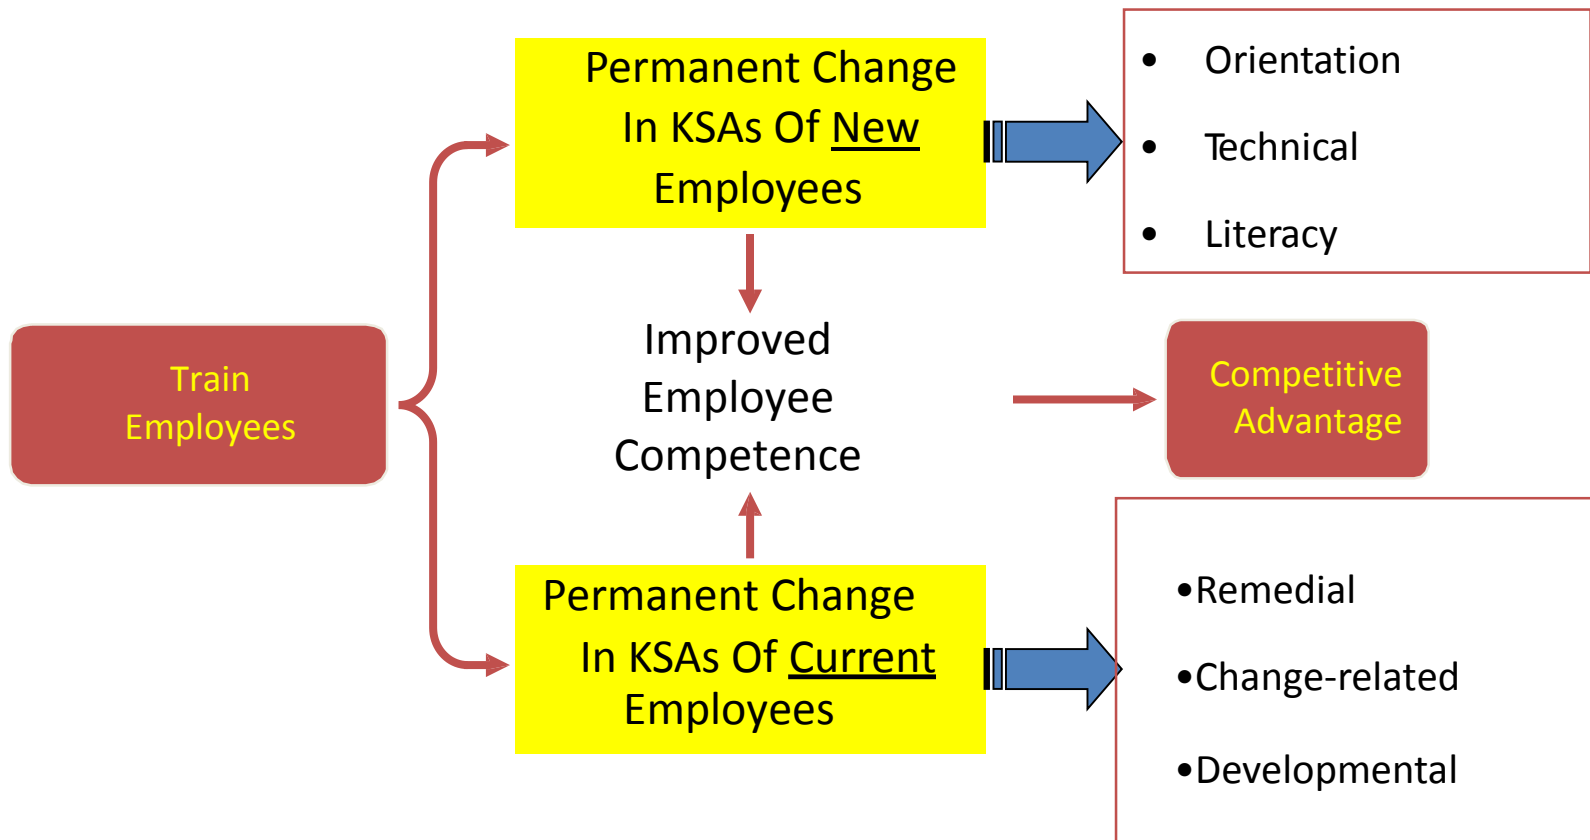 Permanent Change
In KSAs Of New
Employees
• Orientation
• Technical
• Literacy
Train
Employees
Improved
Employee
Competence
Competitive
Advantage
Permanent Change
In KSAs Of Current
Employees
•Remedial
•Change-related
•Developmental